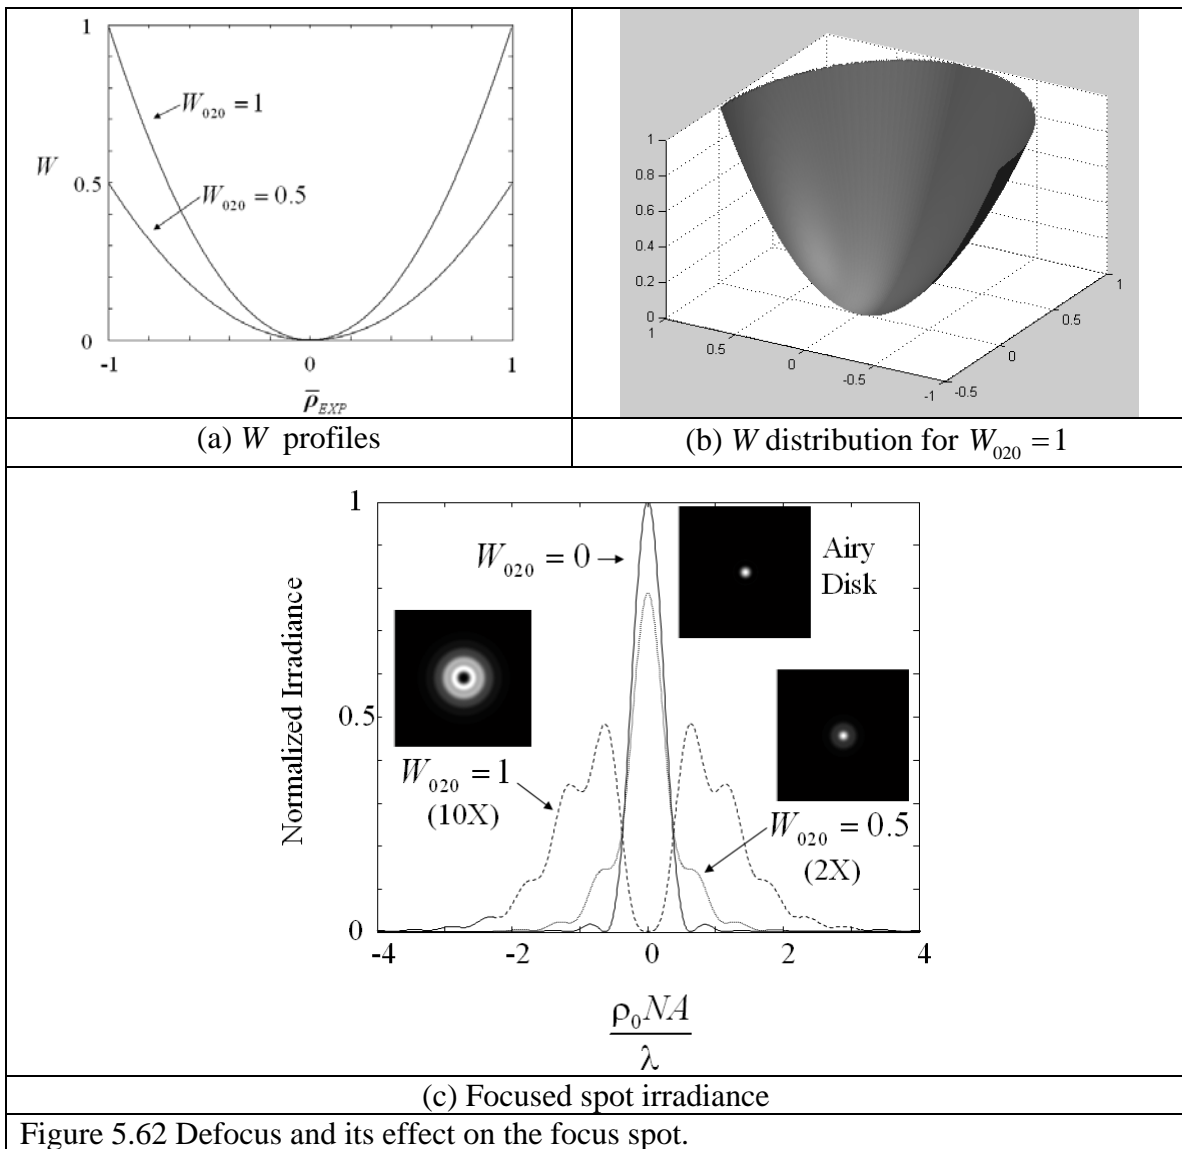 1
W₀₂₀ = 1
W
0.5
W₀₂₀ = 0.5
0
-1
0
1
ρ̄_EXP
(a) W profiles
1
0.8
0.6
0.4
0.2
0
1
0.5
0
-0.5
-1
-0.5
0
0.5
1
(b) W distribution for W₀₂₀ = 1
1
W₀₂₀ = 0
Airy
Disk
Normalized Irradiance
0.5
W₀₂₀ = 1
(10X)
W₀₂₀ = 0.5
(2X)
0
-4
-2
0
2
4
ρ₀NA
λ
(c) Focused spot irradiance
Figure 5.62 Defocus and its effect on the focus spot.